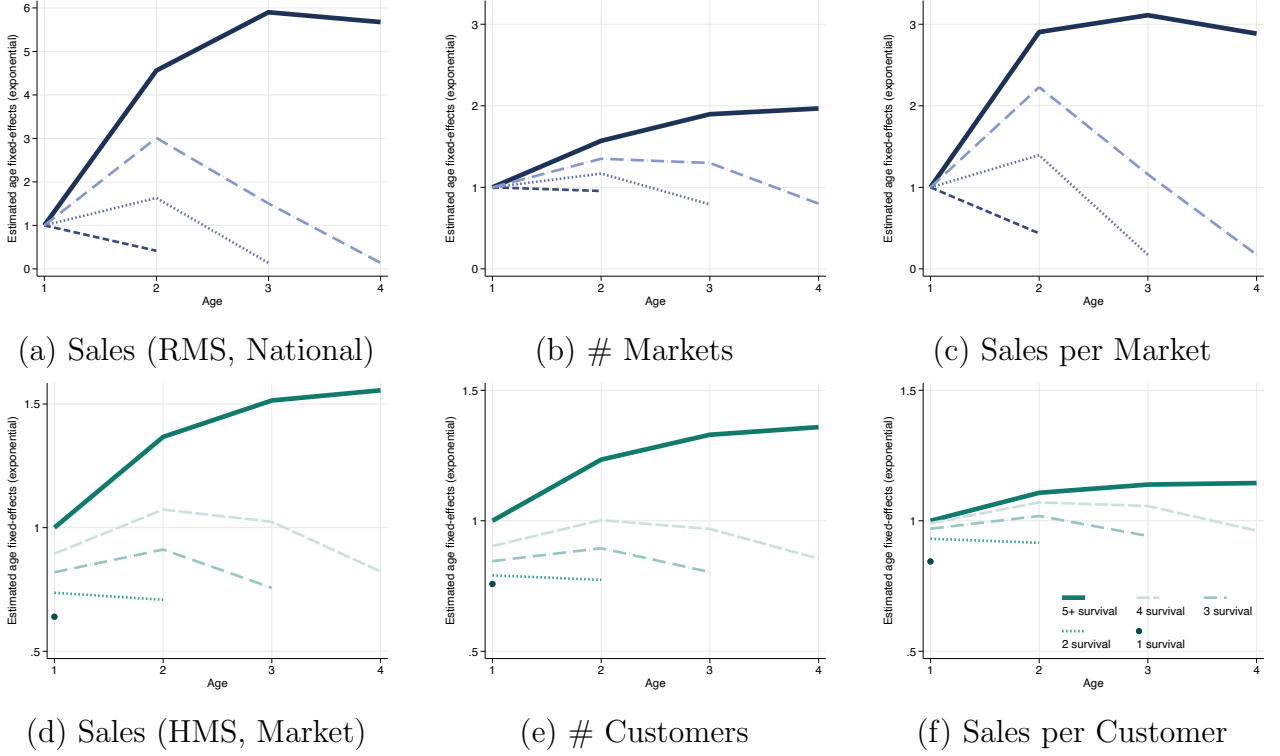 Estimated age fixed-effects (exponential)
6
5
4
3
2
1
0
1 2 3 4
Age
(a) Sales (RMS, National)
Estimated age fixed-effects (exponential)
3
2
1
0
1 2 3 4
Age
(b) # Markets
Estimated age fixed-effects (exponential)
3
2
1
0
1 2 3 4
Age
(c) Sales per Market
Estimated age fixed-effects (exponential)
1.5
1
.5
1 2 3 4
Age
(d) Sales (HMS, Market)
Estimated age fixed-effects (exponential)
1.5
1
.5
1 2 3 4
Age
(e) # Customers
Estimated age fixed-effects (exponential)
1.5
1
.5
5+ survival 4 survival 3 survival
2 survival 1 survival
1 2 3 4
Age
(f) Sales per Customer